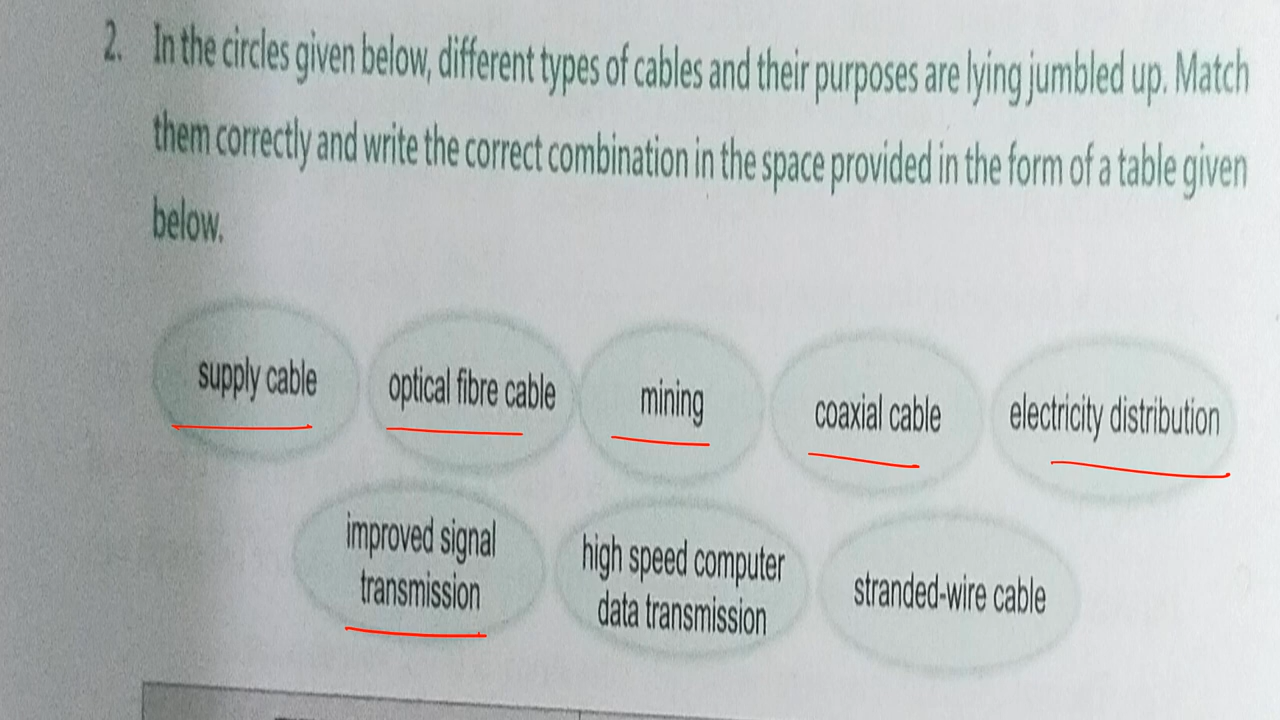 2. In the circles given below, different types of cables and their purposes are lying jumbled up. Match
them correctly and write the correct combination in the space provided in the form of a table given
below.
supply cable
optical fibre cable
mining
coaxial cable
electricity distribution
improved signal
transmission
high speed computer
data transmission
stranded-wire cable